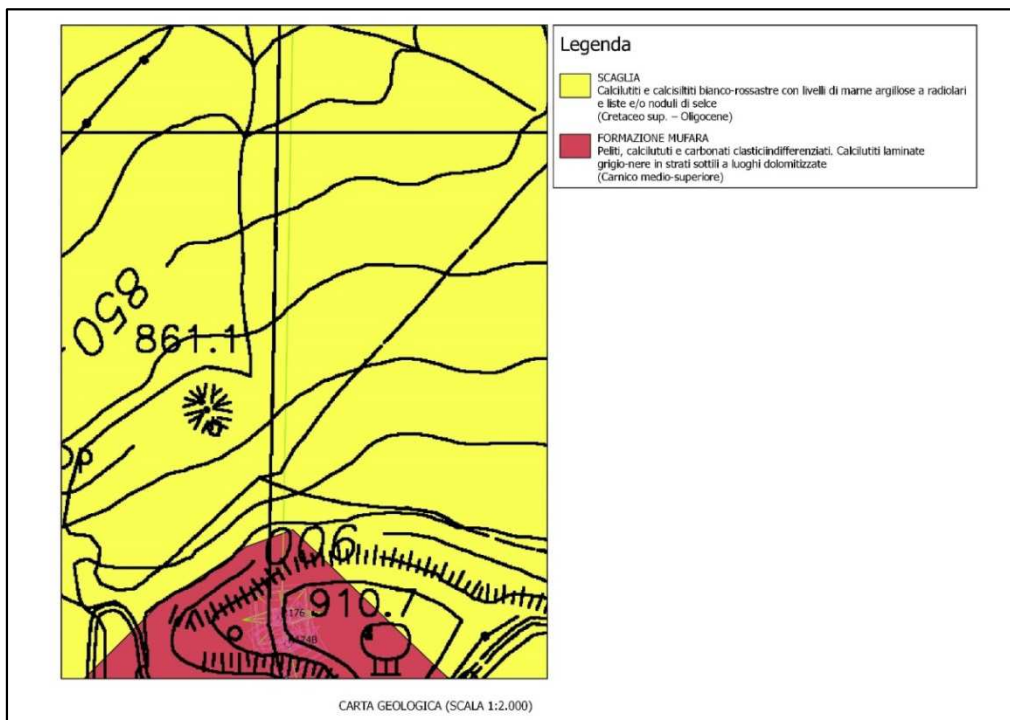 Legenda
SCAGLIA
Calcilutiti e calcisiltiti bianco-rossastre con livelli di marne argillose a radiolari
e liste e/o noduli di selce
(Cretaceo sup. – Oligocene)
FORMAZIONE MUFARA
Peliti, calcilututi e carbonati clasticiindifferenziati. Calcilutiti laminate
grigio-nere in strati sottili a luoghi dolomitizzate
(Carnico medio-superiore)
850
861.1
900
910.7
CARTA GEOLOGICA (SCALA 1:2.000)